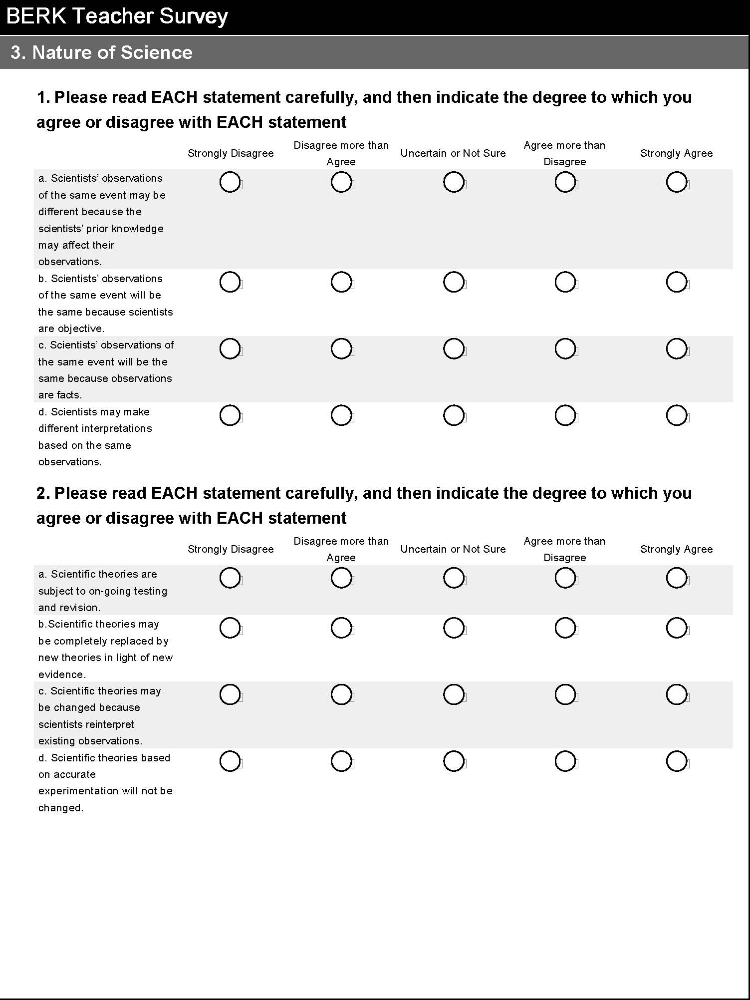 BERK Teacher Survey
3. Nature of Science
1. Please read EACH statement carefully, and then indicate the degree to which you
agree or disagree with EACH statement
Strongly Disagree
Disagree more than
Agree
Uncertain or Not Sure
Agree more than
Disagree
Strongly Agree
a. Scientists’ observations
of the same event may be
different because the
scientists’ prior knowledge
may affect their
observations.
b. Scientists’ observations
of the same event will be
the same because scientists
are objective.
c. Scientists’ observations of
the same event will be the
same because observations
are facts.
d. Scientists may make
different interpretations
based on the same
observations.
2. Please read EACH statement carefully, and then indicate the degree to which you
agree or disagree with EACH statement
Strongly Disagree
Disagree more than
Agree
Uncertain or Not Sure
Agree more than
Disagree
Strongly Agree
a. Scientific theories are
subject to on-going testing
and revision.
b.Scientific theories may
be completely replaced by
new theories in light of new
evidence.
c. Scientific theories may
be changed because
scientists reinterpret
existing observations.
d. Scientific theories based
on accurate
experimentation will not be
changed.